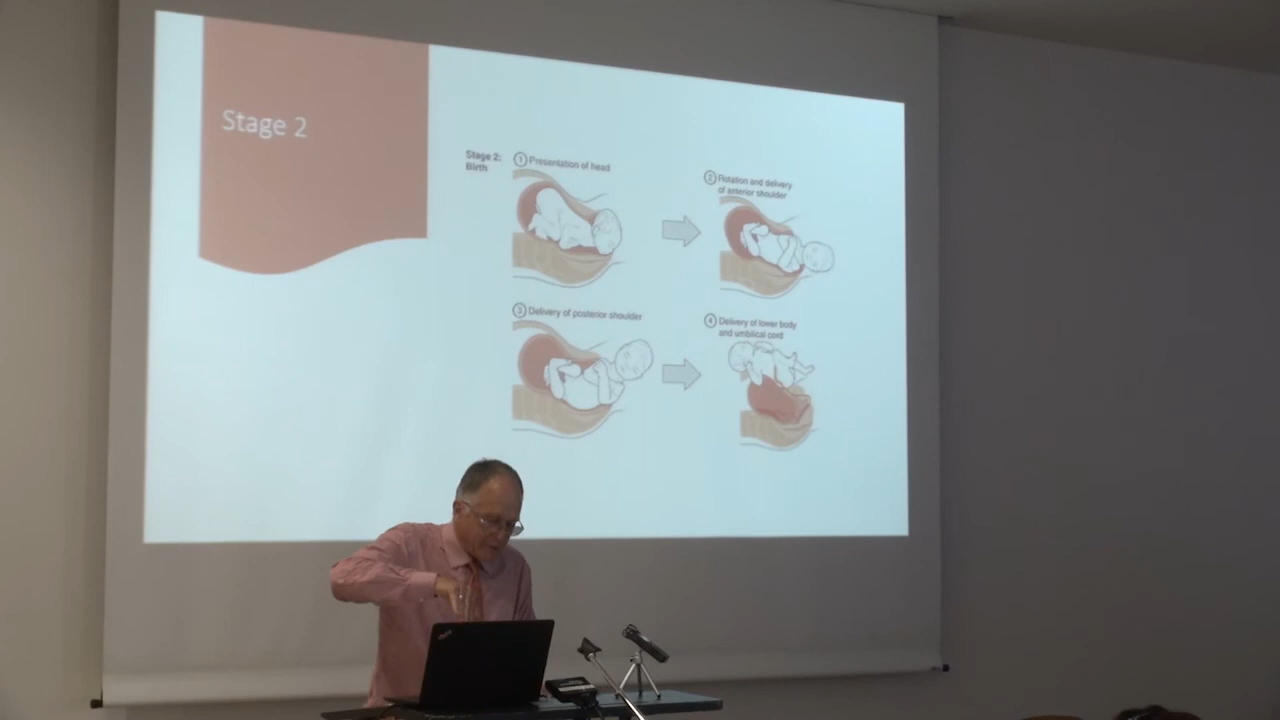 Stage 2
Stage 2:
Birth
1 Presentation of head
2 Rotation and delivery
of anterior shoulder
3 Delivery of posterior shoulder
4 Delivery of lower body
and umbilical cord